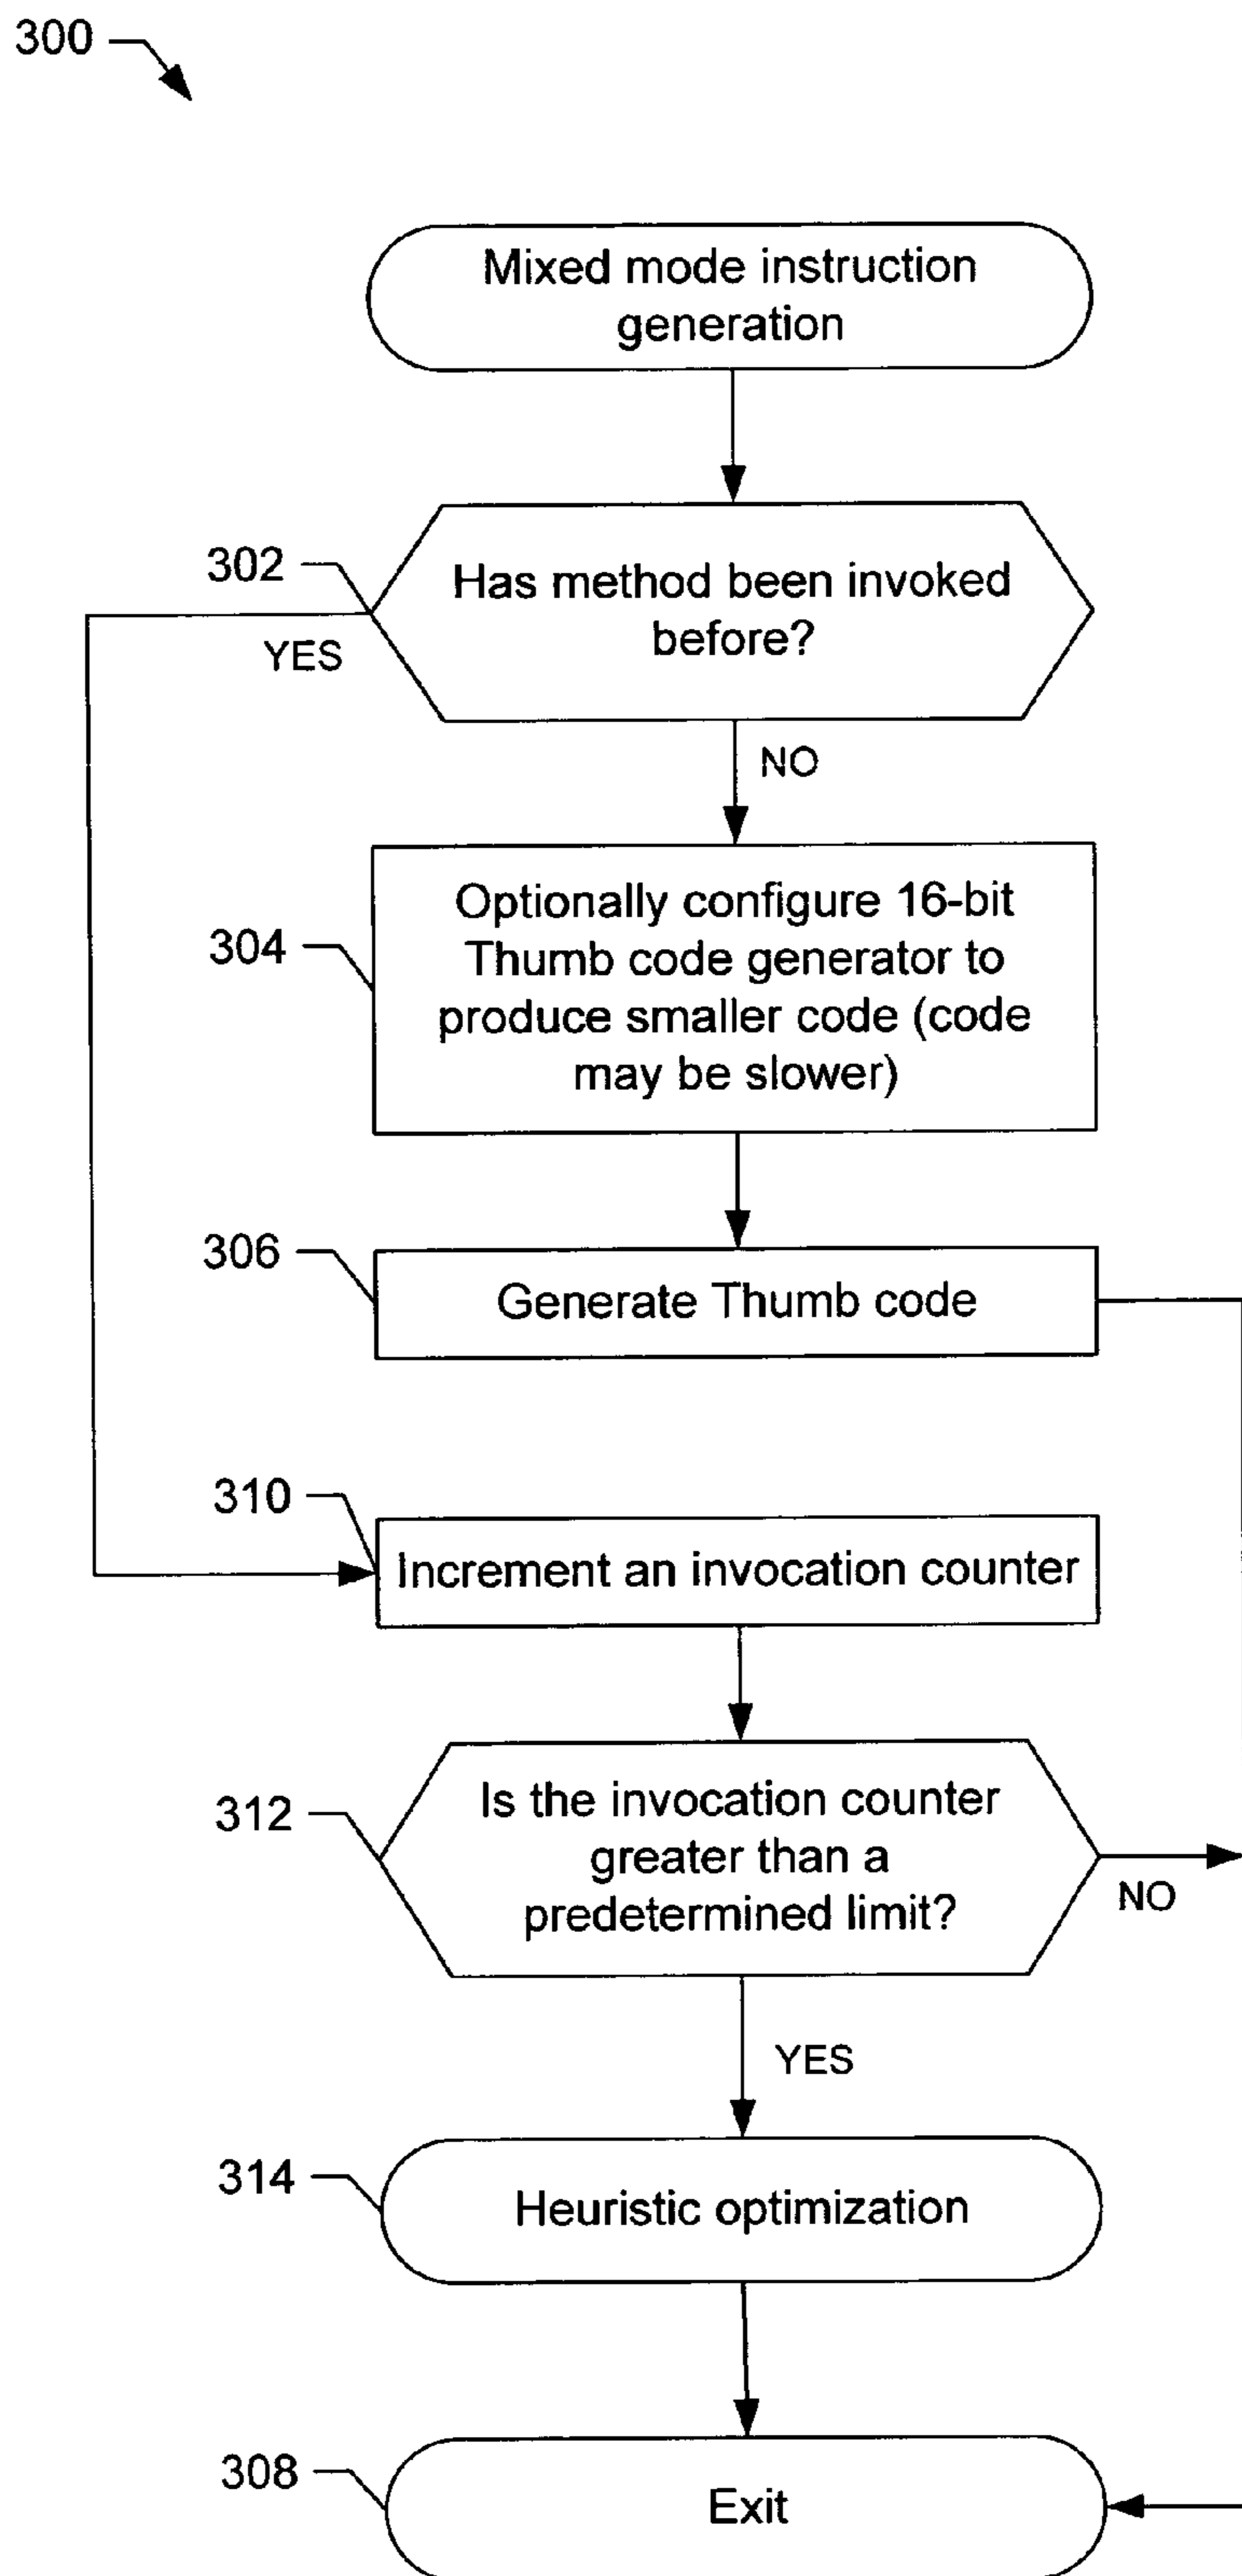 300
Mixed mode instruction
generation
302
Has method been invoked
before?
YES
NO
304
Optionally configure 16-bit
Thumb code generator to
produce smaller code (code
may be slower)
306
Generate Thumb code
310
Increment an invocation counter
312
Is the invocation counter
greater than a
predetermined limit?
NO
YES
314
Heuristic optimization
308
Exit